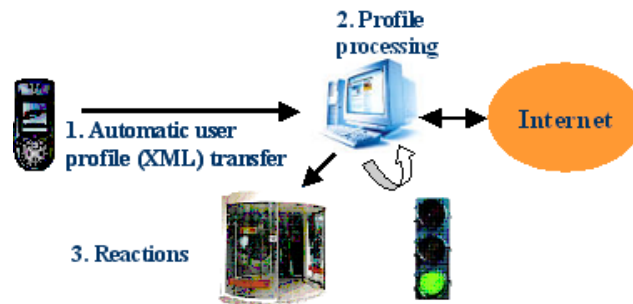 2. Profile
processing
1. Automatic user
profile (XML) transfer
Internet
3. Reactions